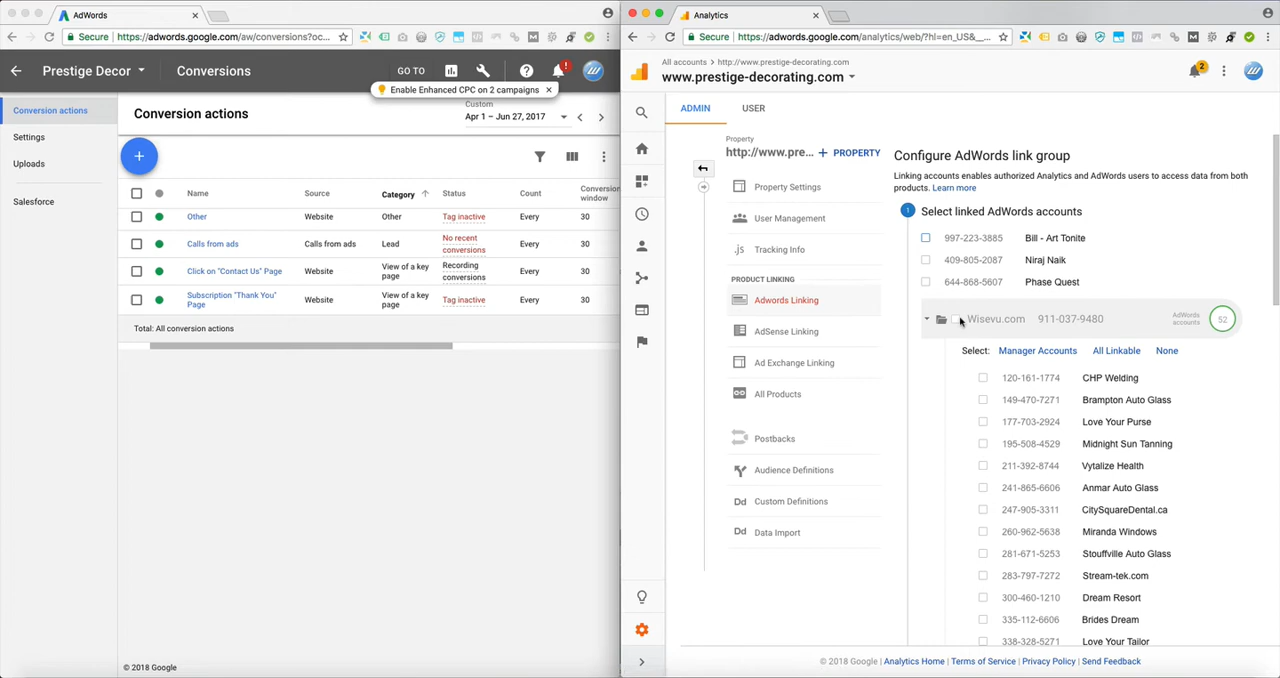 AdWords
Secure https://adwords.google.com/aw/conversions?oc...
Prestige Decor
Conversions
GO TO
!
Enable Enhanced CPC on 2 campaigns
Conversion actions
Settings
Uploads
Salesforce
Conversion actions
Custom
Apr 1 – Jun 27, 2017
Name Source Category Status Count Conversion window
Other Website Other Tag inactive Every 30
Calls from ads Calls from ads Lead No recent conversions Every 30
Click on "Contact Us" Page Website View of a key page Recording conversions Every 30
Subscription "Thank You" Page Website View of a key page Tag inactive Every 30
Total: All conversion actions
© 2018 Google
Analytics
Secure https://adwords.google.com/analytics/web/?hl=en_US&__...
All accounts > http://www.prestige-decorating.com
www.prestige-decorating.com
2
ADMIN USER
Property
http://www.pre... + PROPERTY
Property Settings
User Management
.js Tracking Info
PRODUCT LINKING
Adwords Linking
AdSense Linking
Ad Exchange Linking
All Products
Postbacks
Audience Definitions
Dd Custom Definitions
Dd Data Import
Configure AdWords link group
Linking accounts enables authorized Analytics and AdWords users to access data from both
products. Learn more
1 Select linked AdWords accounts
997-223-3885 Bill - Art Tonite
409-805-2087 Niraj Naik
644-868-5607 Phase Quest
Wisevu.com 911-037-9480 AdWords accounts 52
Select: Manager Accounts All Linkable None
120-161-1774 CHP Welding
149-470-7271 Brampton Auto Glass
177-703-2924 Love Your Purse
195-508-4529 Midnight Sun Tanning
211-392-8744 Vytalize Health
241-865-6606 Anmar Auto Glass
247-905-3311 CitySquareDental.ca
260-962-5638 Miranda Windows
281-671-5253 Stouffville Auto Glass
283-797-7272 Stream-tek.com
300-460-1210 Dream Resort
335-112-6606 Brides Dream
338-328-5271 Love Your Tailor
© 2018 Google | Analytics Home | Terms of Service | Privacy Policy | Send Feedback